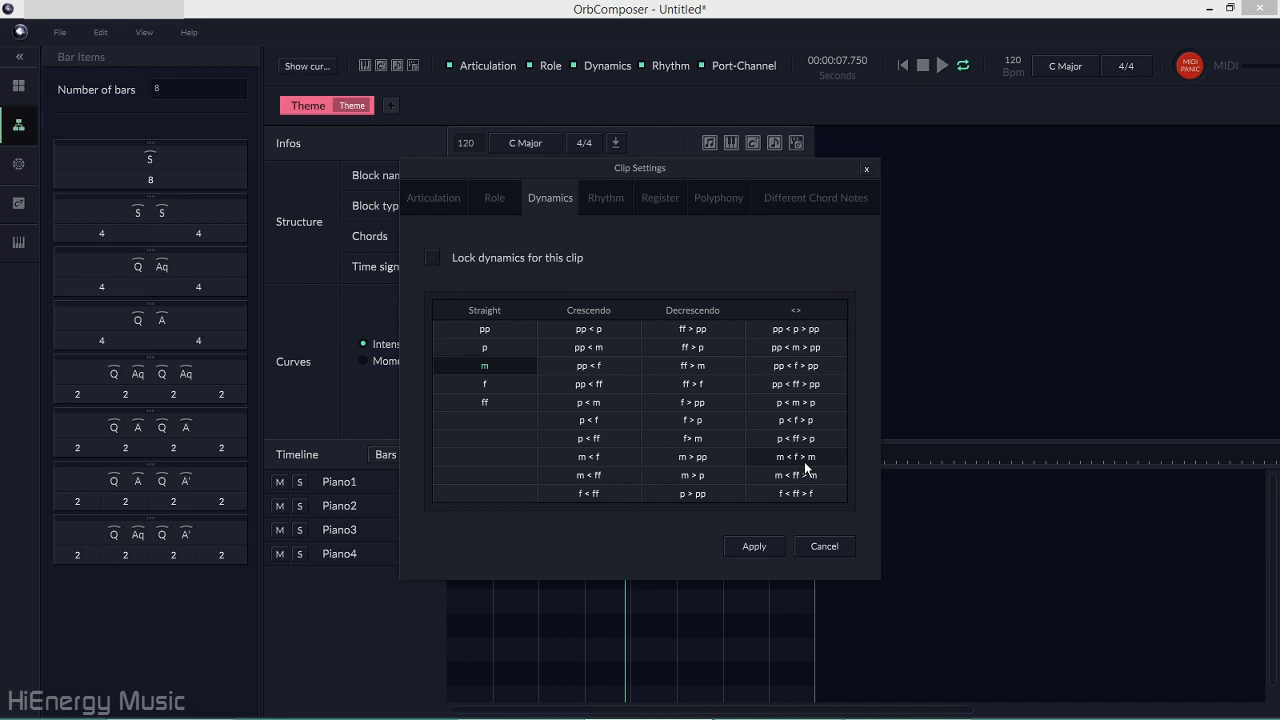 OrbComposer - Untitled*
File Edit View Help
Bar Items
Number of bars 8
S
8
S S
4 4
Q Aq
4 4
Q A
4 4
Q Aq Q Aq
2 2 2 2
Q A Q A
2 2 2 2
Q A Q A'
2 2 2 2
Q Aq Q A'
2 2 2 2
Show cur...
Articulation Role Dynamics Rhythm Port-Channel
00:00:07.750
Seconds
120
Bpm
C Major 4/4
MIDI
PANIC
MIDI
Theme Theme +
Infos 120 C Major 4/4
Structure
Block nam
Block typ
Chords
Time sign
Curves
Intens
Mome
Timeline Bars
M S Piano1
M S Piano2
M S Piano3
M S Piano4
Clip Settings x
Articulation Role Dynamics Rhythm Register Polyphony Different Chord Notes
Lock dynamics for this clip
Straight Crescendo Decrescendo <>
pp pp < p ff > pp pp < p > pp
p pp < m ff > p pp < m > pp
m pp < f ff > m pp < f > pp
f pp < ff ff > f pp < ff > pp
ff p < m f > pp p < m > p
p < f f > p p < f > p
p < ff f> m p < ff > p
m < f m > pp m < f > m
m < ff m > p m < ff > m
f < ff p > pp f < ff > f
Apply Cancel
HiEnergy Music